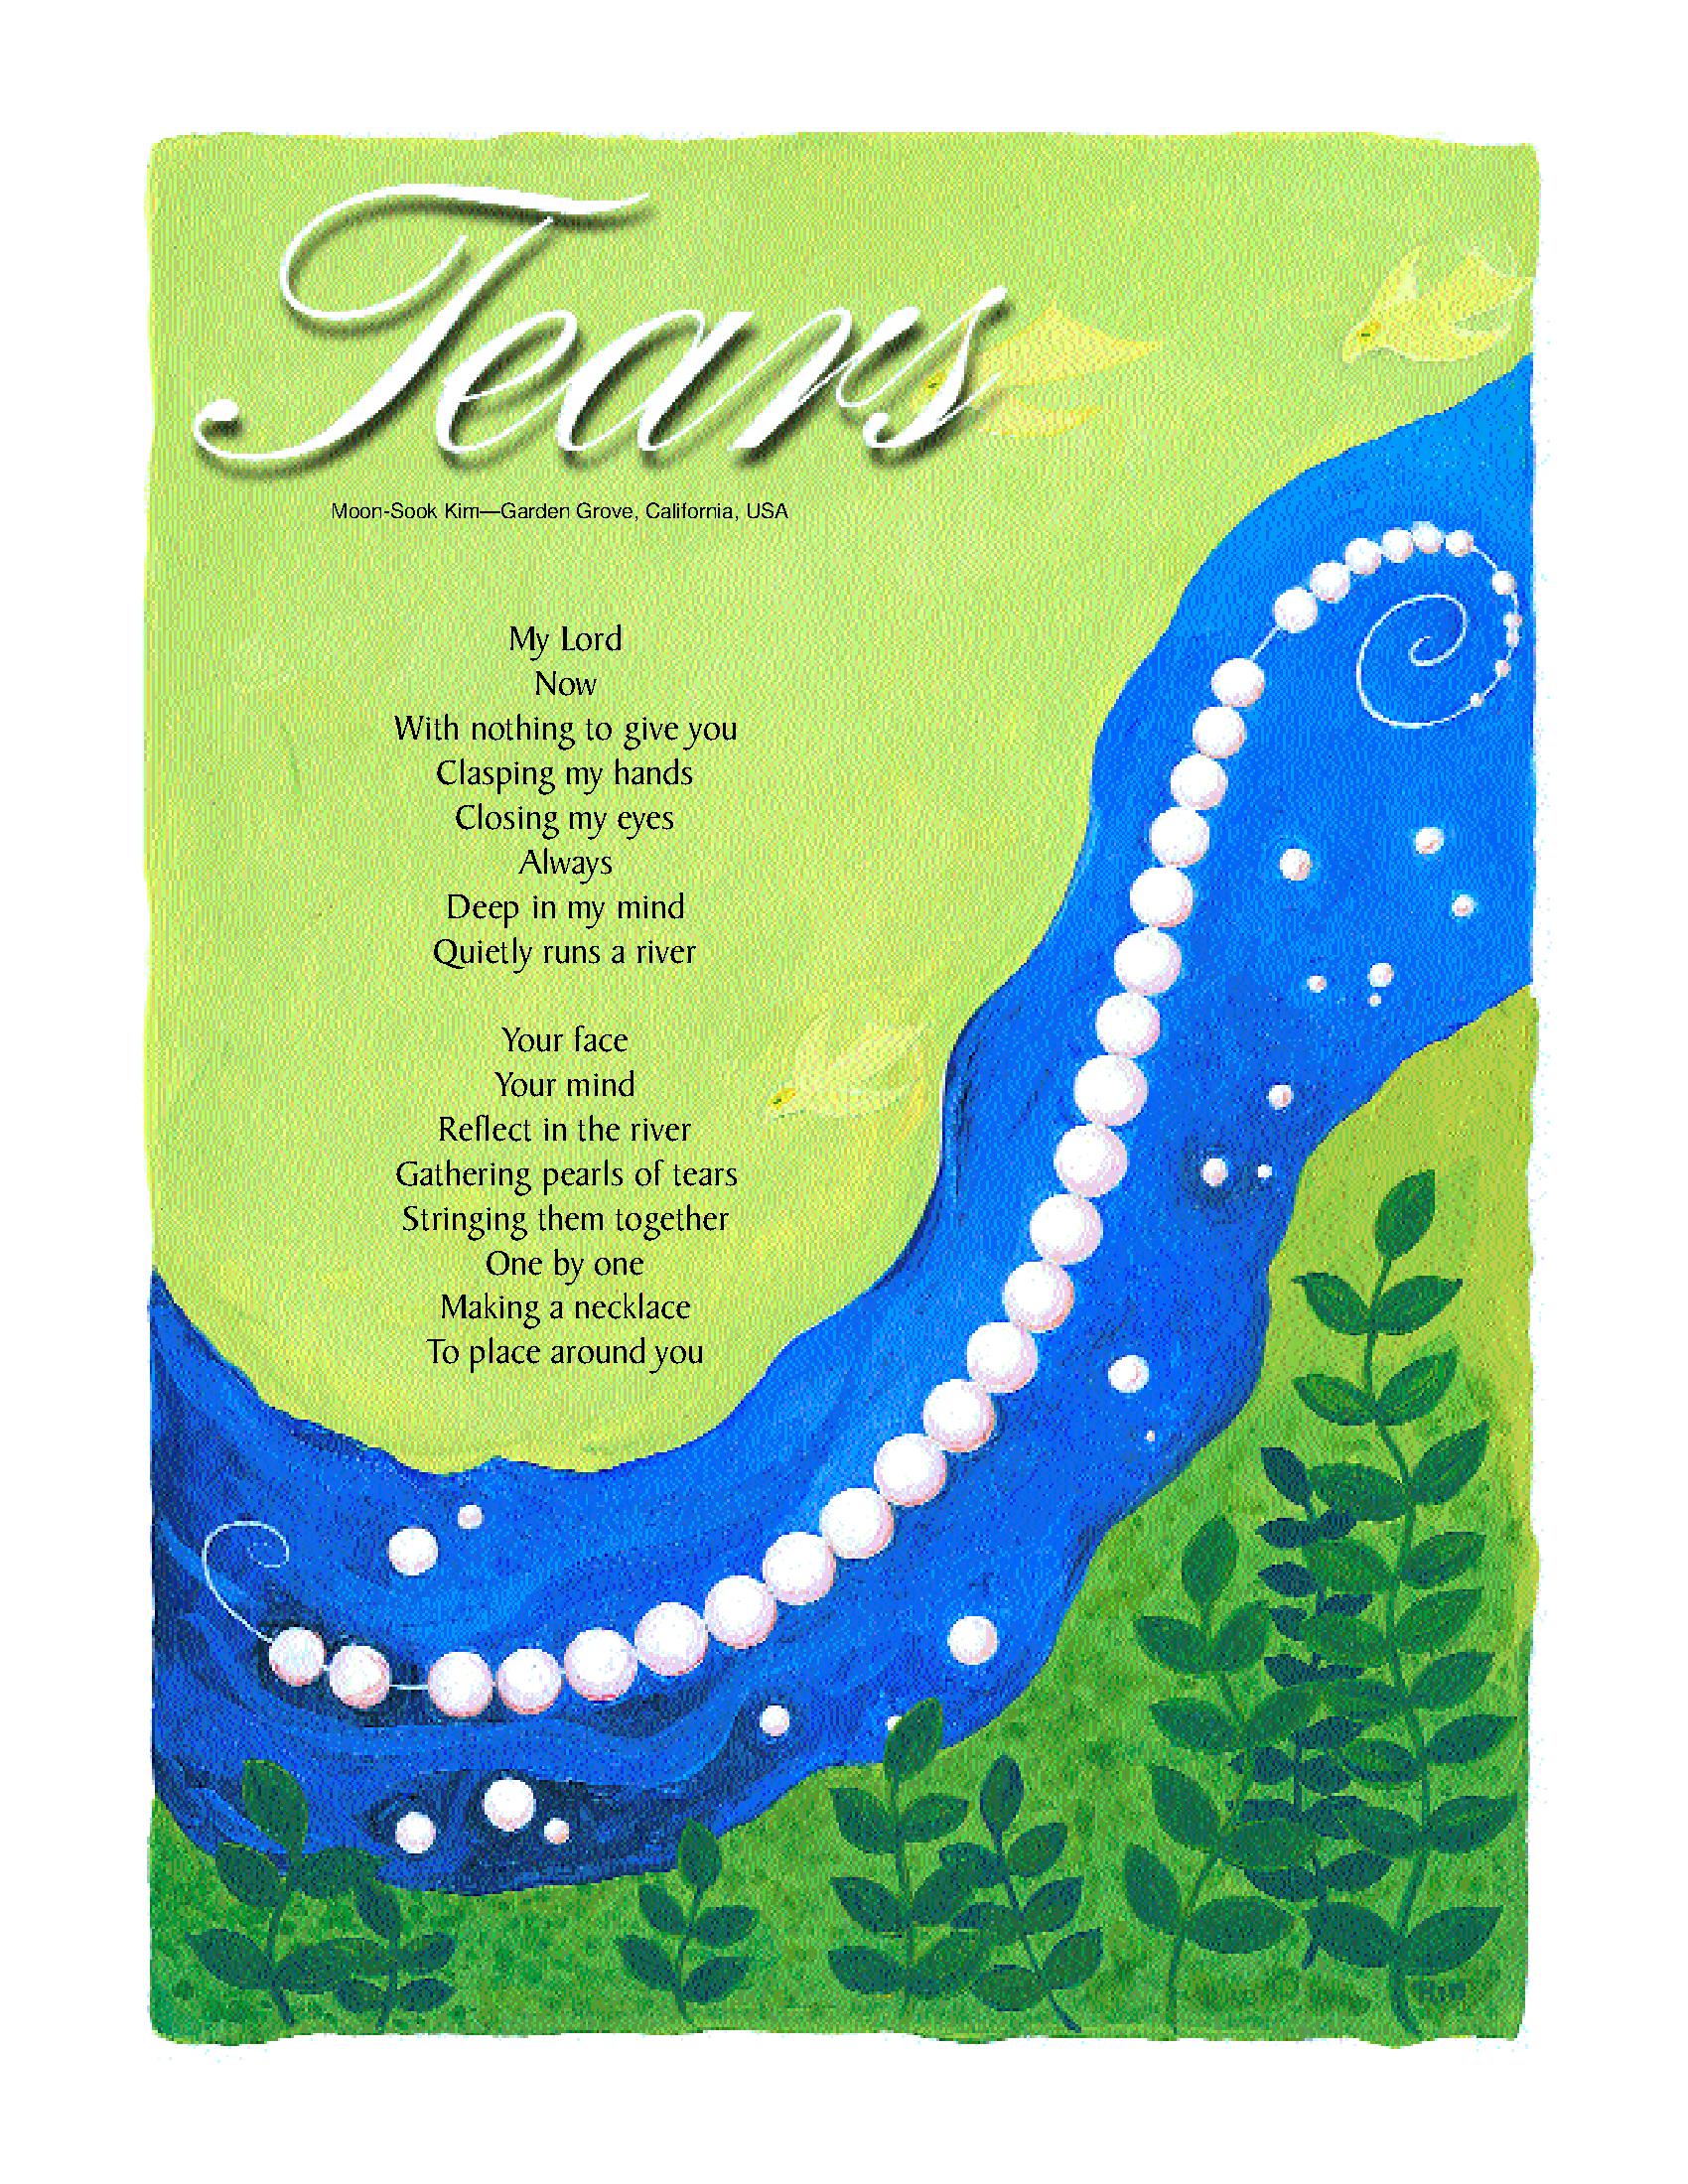 Tears
Moon-Sook Kim—Garden Grove, California, USA
My Lord
Now
With nothing to give you
Clasping my hands
Closing my eyes
Always
Deep in my mind
Quietly runs a river
Your face
Your mind
Reflect in the river
Gathering pearls of tears
Stringing them together
One by one
Making a necklace
To place around you